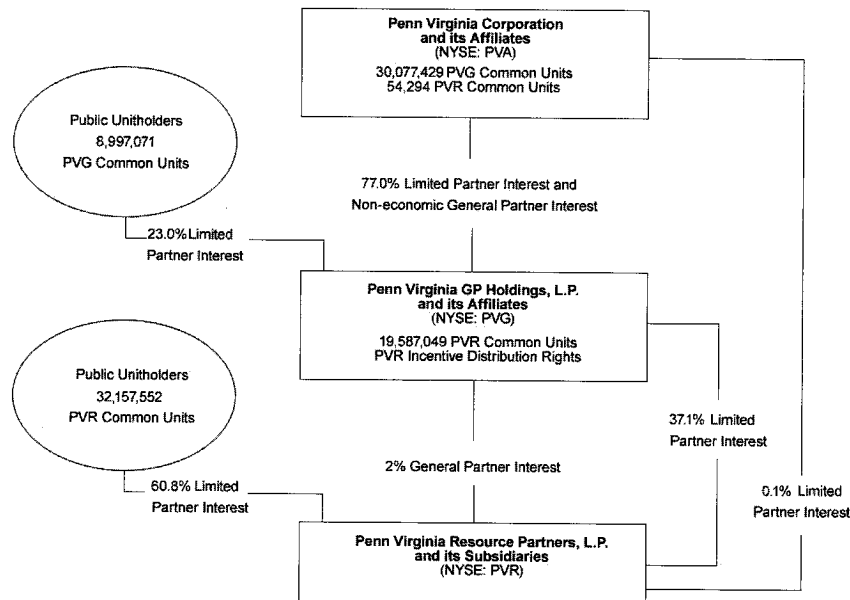 Penn Virginia Corporation
and its Affiliates
(NYSE: PVA)
30,077,429 PVG Common Units
54,294 PVR Common Units
Public Unitholders
8,997,071
PVG Common Units
77.0% Limited Partner Interest and
Non-economic General Partner Interest
23.0% Limited
Partner Interest
Penn Virginia GP Holdings, L.P.
and its Affiliates
(NYSE: PVG)
19,587,049 PVR Common Units
PVR Incentive Distribution Rights
Public Unitholders
32,157,552
PVR Common Units
37.1% Limited
Partner Interest
2% General Partner Interest
60.8% Limited
Partner Interest
0.1% Limited
Partner Interest
Penn Virginia Resource Partners, L.P.
and its Subsidiaries
(NYSE: PVR)